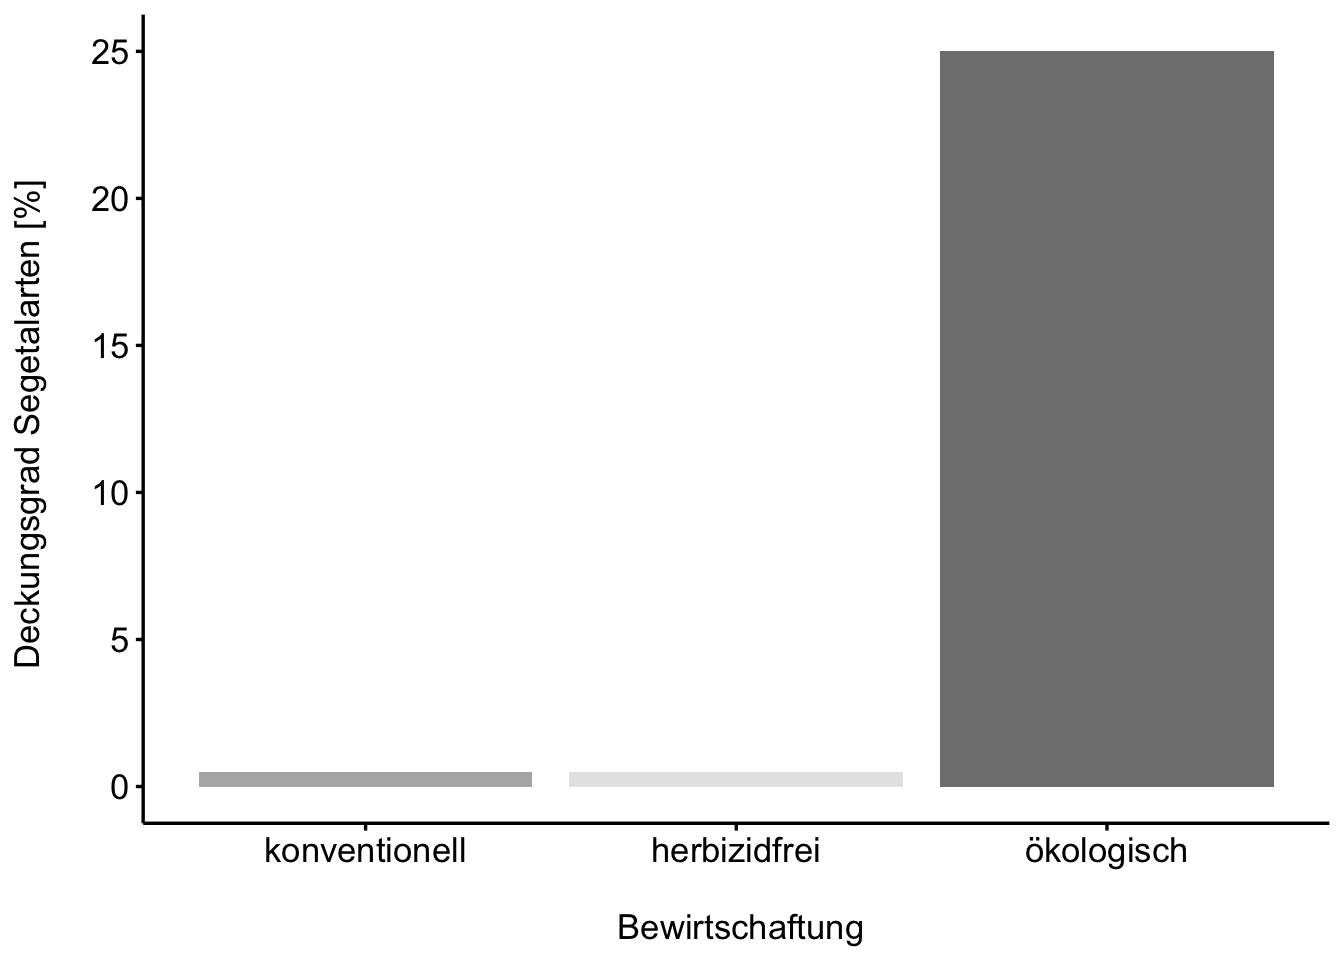 Deckungsgrad Segetalarten [%]
25
20
15
10
5
0
konventionell herbizidfrei ökologisch
Bewirtschaftung